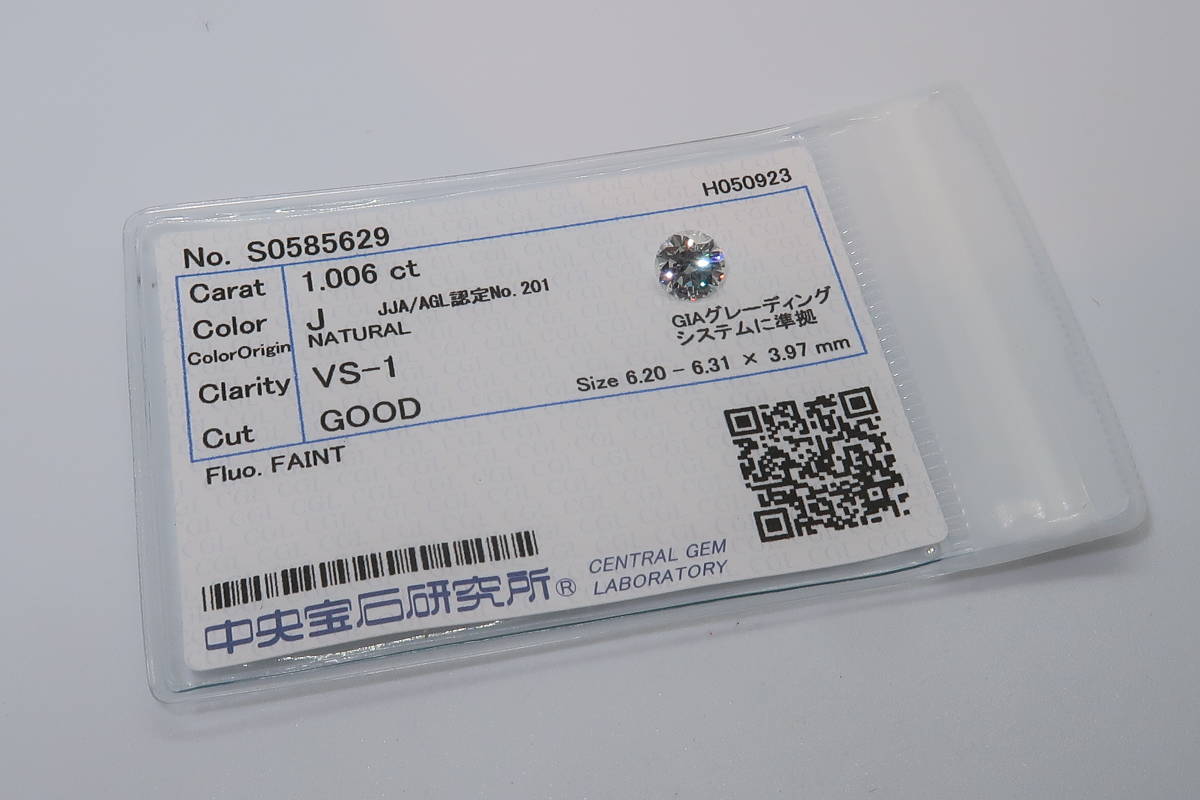 No. S0585629
H050923
Carat 1.006 ct
Color J JJA/AGL認定No.201
ColorOrigin NATURAL
Clarity VS-1
Cut GOOD
GIAグレーディング
システムに準拠
Size 6.20 - 6.31 × 3.97 mm
Fluo. FAINT
中央宝石研究所®
CENTRAL GEM
LABORATORY